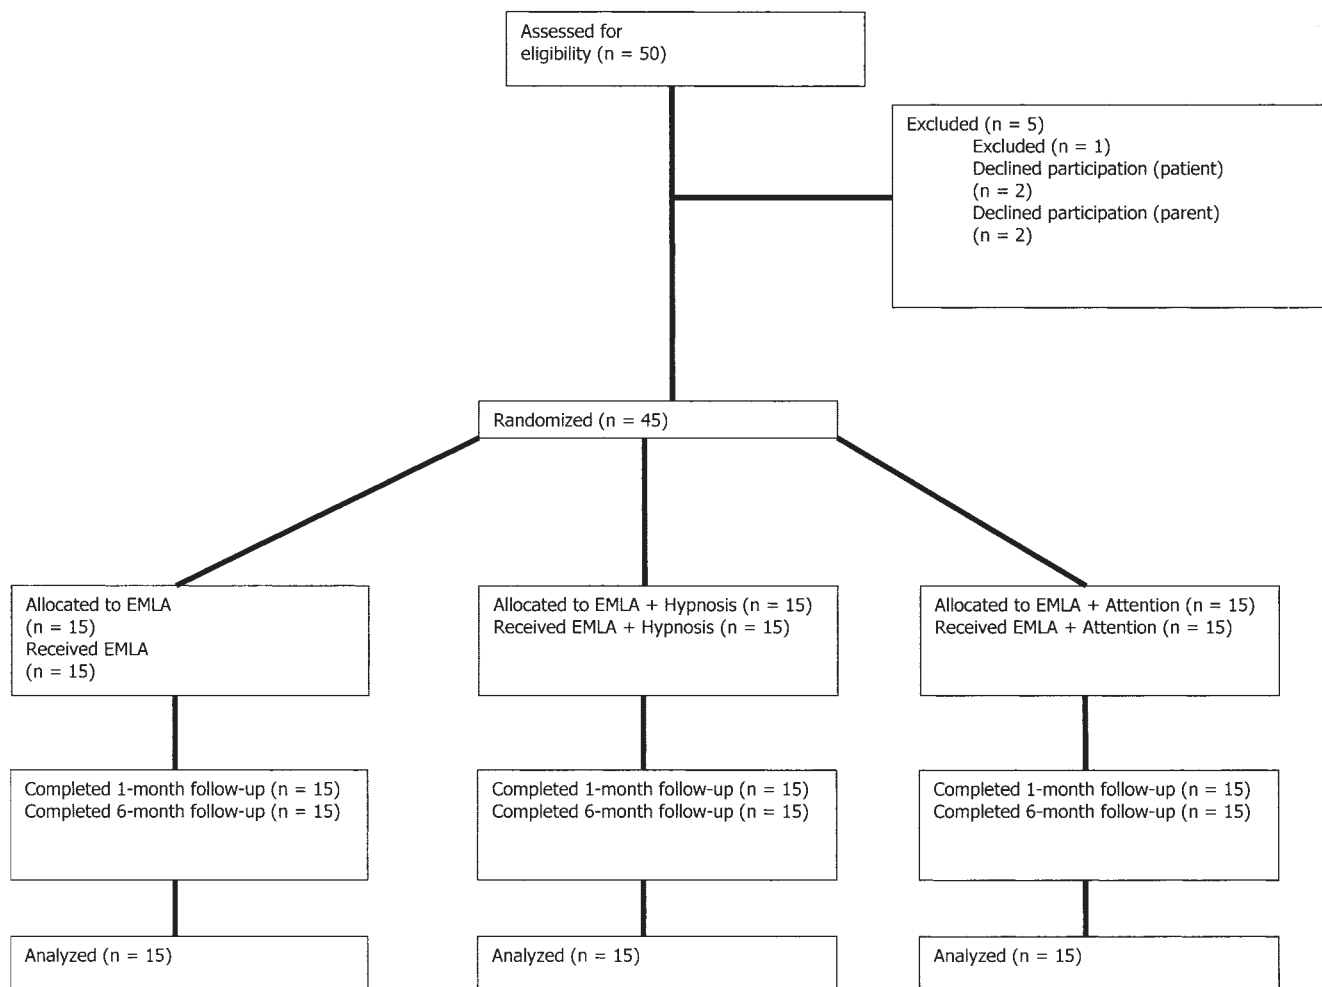 Assessed for
eligibility (n = 50)
Excluded (n = 5)
Excluded (n = 1)
Declined participation (patient)
(n = 2)
Declined participation (parent)
(n = 2)
Randomized (n = 45)
Allocated to EMLA
(n = 15)
Received EMLA
(n = 15)
Allocated to EMLA + Hypnosis (n = 15)
Received EMLA + Hypnosis (n = 15)
Allocated to EMLA + Attention (n = 15)
Received EMLA + Attention (n = 15)
Completed 1-month follow-up (n = 15)
Completed 6-month follow-up (n = 15)
Completed 1-month follow-up (n = 15)
Completed 6-month follow-up (n = 15)
Completed 1-month follow-up (n = 15)
Completed 6-month follow-up (n = 15)
Analyzed (n = 15)
Analyzed (n = 15)
Analyzed (n = 15)